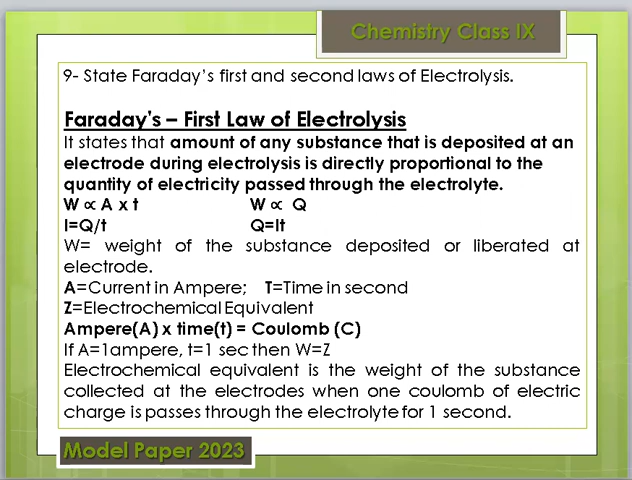 Chemistry Class IX
9- State Faraday's first and second laws of Electrolysis.
Faraday's – First Law of Electrolysis
It states that amount of any substance that is deposited at an
electrode during electrolysis is directly proportional to the
quantity of electricity passed through the electrolyte.
W ∝ A x t W ∝ Q
I=Q/t Q=It
W= weight of the substance deposited or liberated at
electrode.
A=Current in Ampere; T=Time in second
Z=Electrochemical Equivalent
Ampere(A) x time(t) = Coulomb (C)
If A=1ampere, t=1 sec then W=Z
Electrochemical equivalent is the weight of the substance
collected at the electrodes when one coulomb of electric
charge is passes through the electrolyte for 1 second.
Model Paper 2023